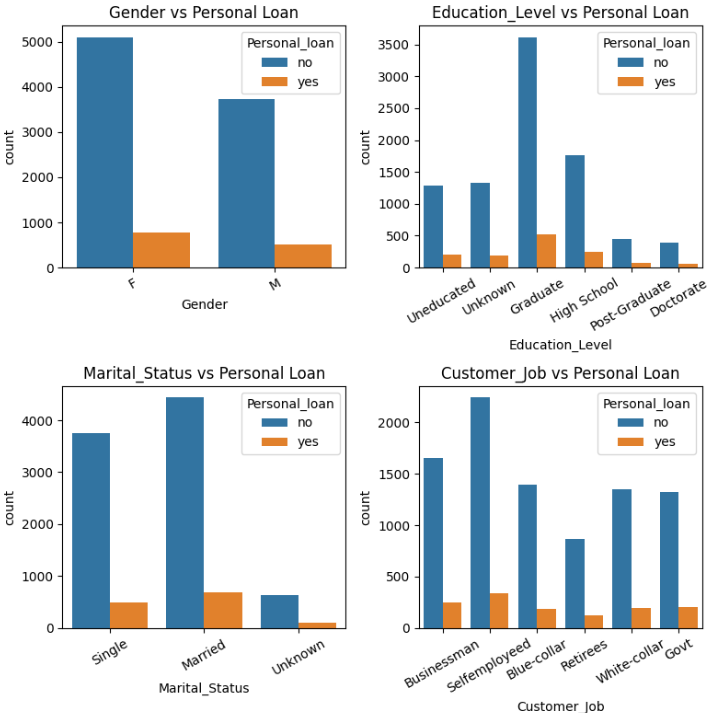 Gender vs Personal Loan
5000
4000
3000
2000
1000
0
count
Personal_loan
no
yes
F
M
Gender
Education_Level vs Personal Loan
3500
3000
2500
2000
1500
1000
500
0
count
Personal_loan
no
yes
Uneducated
Unknown
Graduate
High School
Post-Graduate
Doctorate
Education_Level
Marital_Status vs Personal Loan
4000
3000
2000
1000
0
count
Personal_loan
no
yes
Single
Married
Unknown
Marital_Status
Customer_Job vs Personal Loan
2000
1500
1000
500
0
count
Personal_loan
no
yes
Businessman
Selfemployeed
Blue-collar
Retirees
White-collar
Govt
Customer_Job